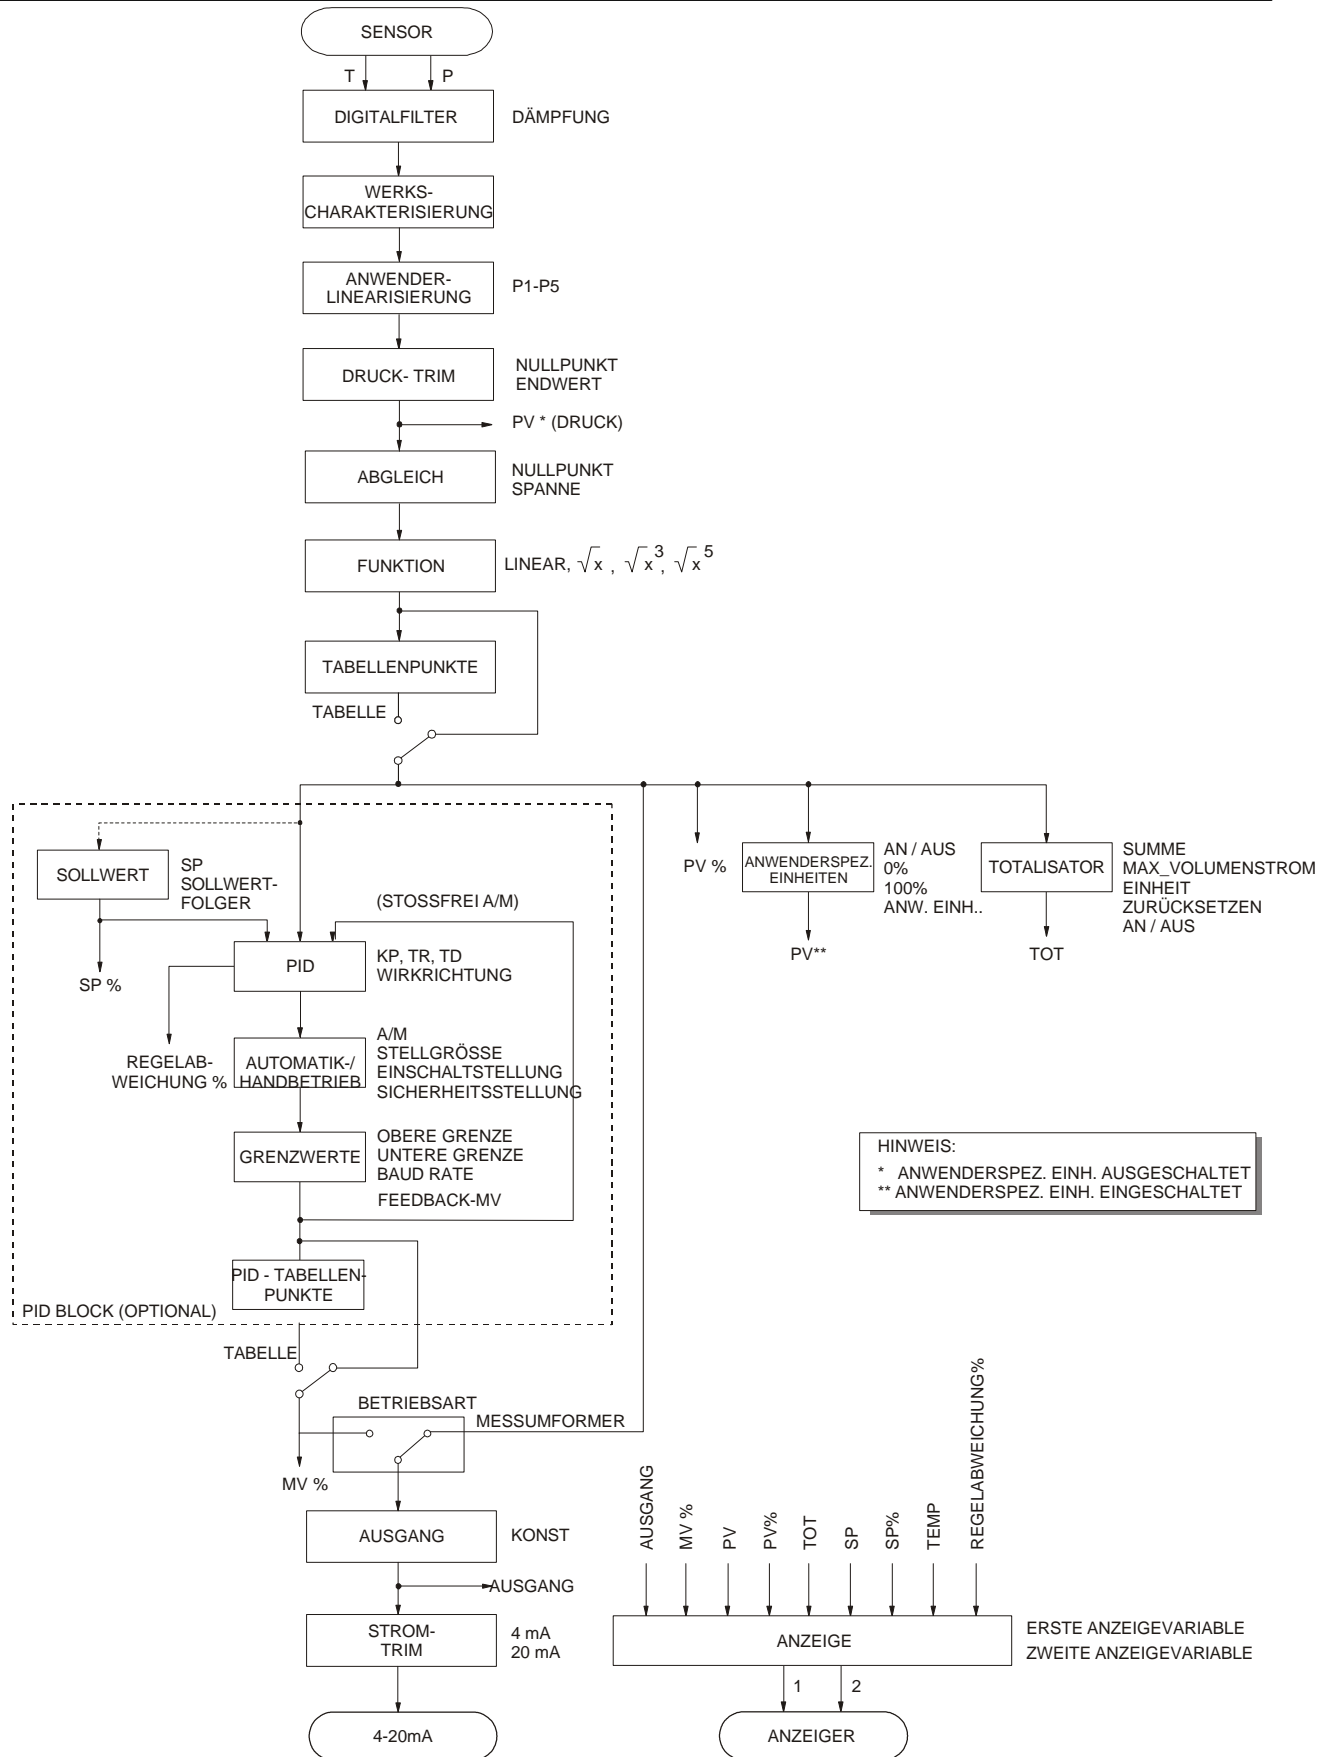 SENSOR
T
P
DIGITALFILTER
DÄMPFUNG
WERKS-
CHARAKTERISIERUNG
ANWENDER-
LINEARISIERUNG
P1-P5
DRUCK- TRIM
NULLPUNKT
ENDWERT
PV * (DRUCK)
ABGLEICH
NULLPUNKT
SPANNE
FUNKTION
LINEAR, √x , √x³, √x⁵
TABELLENPUNKTE
TABELLE
SOLLWERT
SP
SOLLWERT-
FOLGER
(STOSSFREI A/M)
SP %
PID
KP, TR, TD
WIRKRICHTUNG
PV %
ANWENDERSPEZ.
EINHEITEN
AN / AUS
0%
100%
ANW. EINH..
PV**
TOTALISATOR
SUMME
MAX_VOLUMENSTROM
EINHEIT
ZURÜCKSETZEN
AN / AUS
TOT
REGELAB-
WEICHUNG %
AUTOMATIK-/
HANDBETRIEB
A/M
STELLGRÖSSE
EINSCHALTSTELLUNG
SICHERHEITSSTELLUNG
GRENZWERTE
OBERE GRENZE
UNTERE GRENZE
BAUD RATE
FEEDBACK-MV
HINWEIS:
* ANWENDERSPEZ. EINH. AUSGESCHALTET
** ANWENDERSPEZ. EINH. EINGESCHALTET
PID - TABELLEN-
PUNKTE
PID BLOCK (OPTIONAL)
TABELLE
BETRIEBSART
MESSUMFORMER
MV %
AUSGANG
KONST
AUSGANG
STROM-
TRIM
4 mA
20 mA
4-20mA
AUSGANG
MV %
PV
PV%
TOT
SP
SP%
TEMP
REGELABWEICHUNG%
ANZEIGE
ERSTE ANZEIGEVARIABLE
ZWEITE ANZEIGEVARIABLE
1
2
ANZEIGER